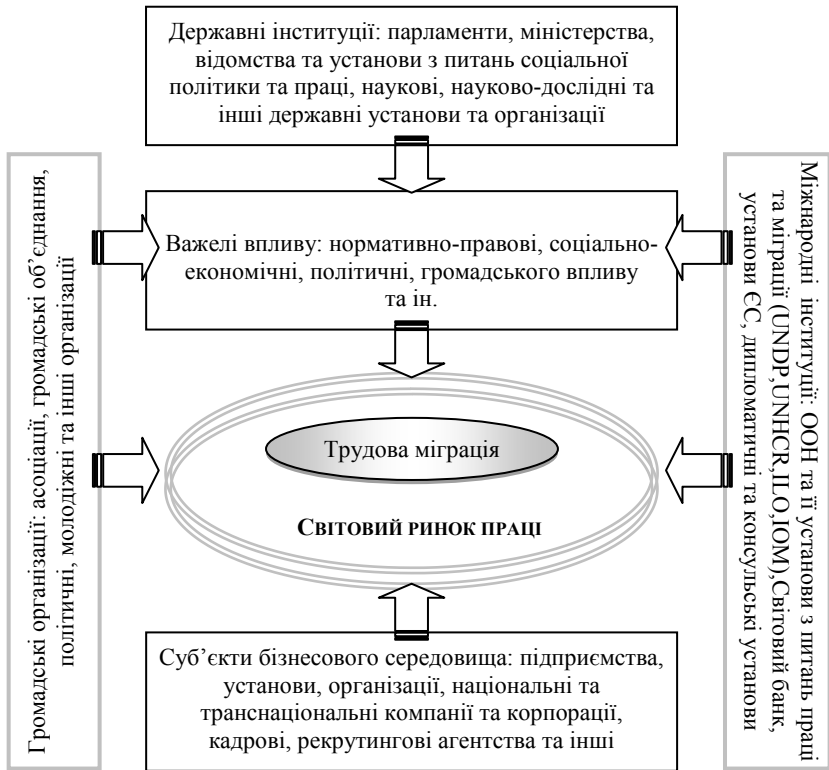 Державні інституції: парламенти, міністерства,
відомства та установи з питань соціальної
політики та праці, наукові, науково-дослідні та
інші державні установи та організації
Громадські організації: асоціації, громадські об’єднання,
політичні, молодіжні та інші організації
Важелі впливу: нормативно-правові, соціально-
економічні, політичні, громадського впливу
та ін.
Міжнародні інституції: ООН та її установи з питань праці
та міграції (UNDP,UNHCR,ILO,IOM),Світовий банк,
установи ЄС, дипломатичні та консульські установи
Трудова міграція
СВІТОВИЙ РИНОК ПРАЦІ
Суб’єкти бізнесового середовища: підприємства,
установи, організації, національні та
транснаціональні компанії та корпорації,
кадрові, рекрутингові агентства та інші